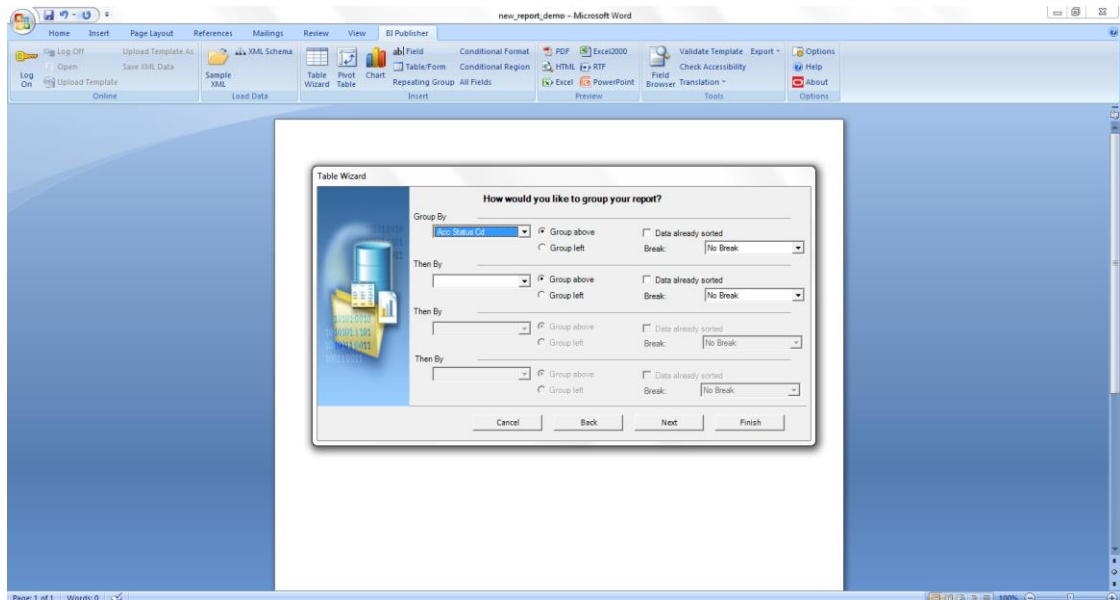 new_report_demo - Microsoft Word
Home Insert Page Layout References Mailings Review View BI Publisher
Log Off Upload Template As XML Schema ab Field Conditional Format PDF Excel2000 Validate Template Export Options
Open Save XML Data Table/Form Conditional Region HTML RTF Check Accessibility Help
Log On Upload Template Sample XML Table Wizard Pivot Table Chart Repeating Group All Fields Excel PowerPoint Field Browser Translation About
Online Load Data Insert Preview Tools Options
Table Wizard
How would you like to group your report?
Group By
Acc Status Cd Group above Data already sorted
Group left Break: No Break
Then By
Group above Data already sorted
Group left Break: No Break
Then By
Group above Data already sorted
Group left Break: No Break
Then By
Group above Data already sorted
Group left Break: No Break
Cancel Back Next Finish
Page: 1 of 1 Words: 0 100%